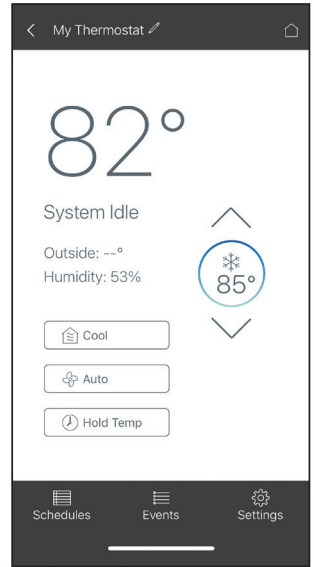 My Thermostat
82°
System Idle
Outside: --°
Humidity: 53%
85°
Cool
Auto
Hold Temp
Schedules
Events
Settings